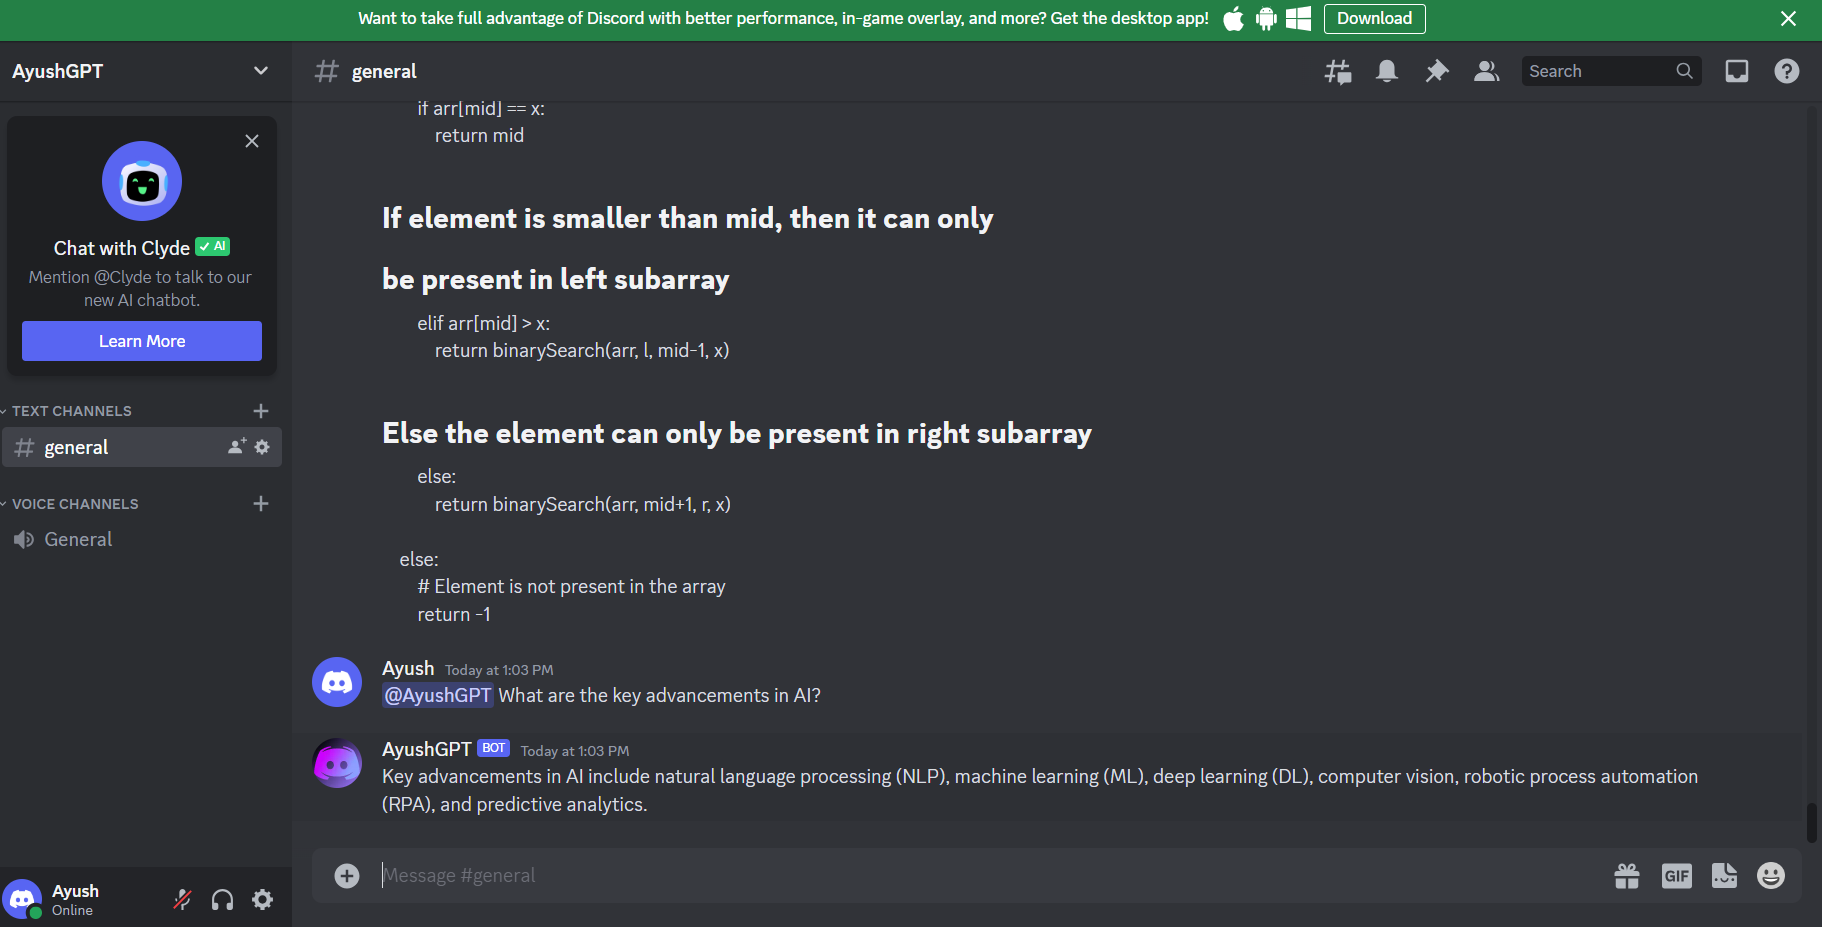 Want to take full advantage of Discord with better performance, in-game overlay, and more? Get the desktop app! Download
AyushGPT
general
Search
Chat with Clyde AI
Mention @Clyde to talk to our
new AI chatbot.
Learn More
TEXT CHANNELS
general
VOICE CHANNELS
General
Ayush
Online
if arr[mid] == x:
return mid
If element is smaller than mid, then it can only
be present in left subarray
elif arr[mid] > x:
return binarySearch(arr, l, mid-1, x)
Else the element can only be present in right subarray
else:
return binarySearch(arr, mid+1, r, x)
else:
# Element is not present in the array
return -1
Ayush Today at 1:03 PM
@AyushGPT What are the key advancements in AI?
AyushGPT BOT Today at 1:03 PM
Key advancements in AI include natural language processing (NLP), machine learning (ML), deep learning (DL), computer vision, robotic process automation
(RPA), and predictive analytics.
Message #general
GIF